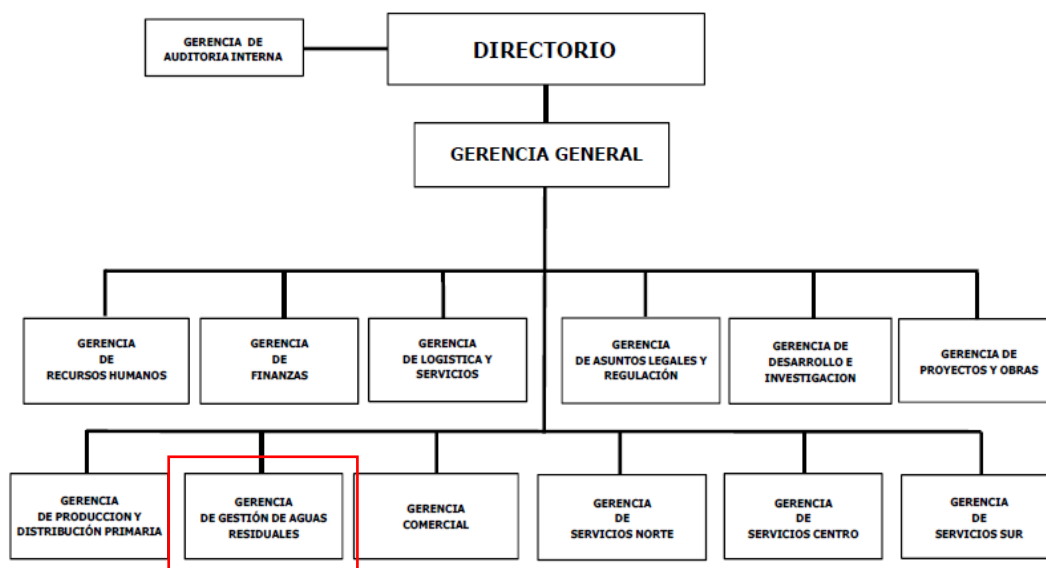 GERENCIA DE
AUDITORIA INTERNA
DIRECTORIO
GERENCIA GENERAL
GERENCIA
DE
RECURSOS HUMANOS
GERENCIA
DE
FINANZAS
GERENCIA
DE LOGISTICA Y
SERVICIOS
GERENCIA
DE ASUNTOS LEGALES Y
REGULACIÓN
GERENCIA DE
DESARROLLO E
INVESTIGACION
GERENCIA DE
PROYECTOS Y OBRAS
GERENCIA
DE PRODUCCION Y
DISTRIBUCIÓN PRIMARIA
GERENCIA
DE GESTIÓN DE AGUAS
RESIDUALES
GERENCIA
COMERCIAL
GERENCIA
DE
SERVICIOS NORTE
GERENCIA
DE
SERVICIOS CENTRO
GERENCIA
DE
SERVICIOS SUR